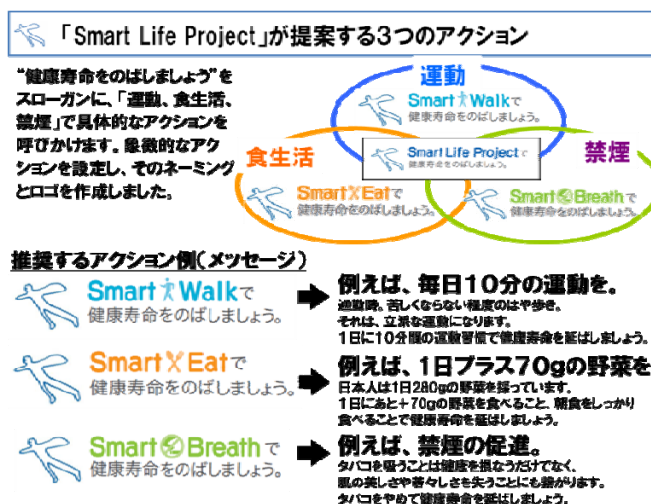 「Smart Life Project」が提案する3つのアクション
“健康寿命をのばしましょう”を
スローガンに、「運動、食生活、
禁煙」で具体的なアクションを
呼びかけます。象徴的なアク
ションを設定し、そのネーミング
とロゴを作成しました。
運動
Smart Walkで
健康寿命をのばしましょう。
食生活
Smart Life Projectで
健康寿命をのばしましょう。
禁煙
Smart Eatで
健康寿命をのばしましょう。
Smart Breathで
健康寿命をのばしましょう。
推奨するアクション例(メッセージ)
Smart Walkで
健康寿命をのばしましょう。
例えば、毎日10分の運動を。
通勤時、苦しくならない程度のはや歩き。
それは、立派な運動になります。
1日に10分間の運動習慣で健康寿命を延ばしましょう。
Smart Eatで
健康寿命をのばしましょう。
例えば、1日プラス70gの野菜を
日本人は1日280gの野菜を採っています。
1日にあと+70gの野菜を食べること、朝食をしっかり
食べることで健康寿命を延ばしましょう。
Smart Breathで
健康寿命をのばしましょう。
例えば、禁煙の促進。
タバコを吸うことは健康を損なうだけでなく、
肌の美しさや若々しさを失うことにも繋がります。
タバコをやめて健康寿命を延ばしましょう。